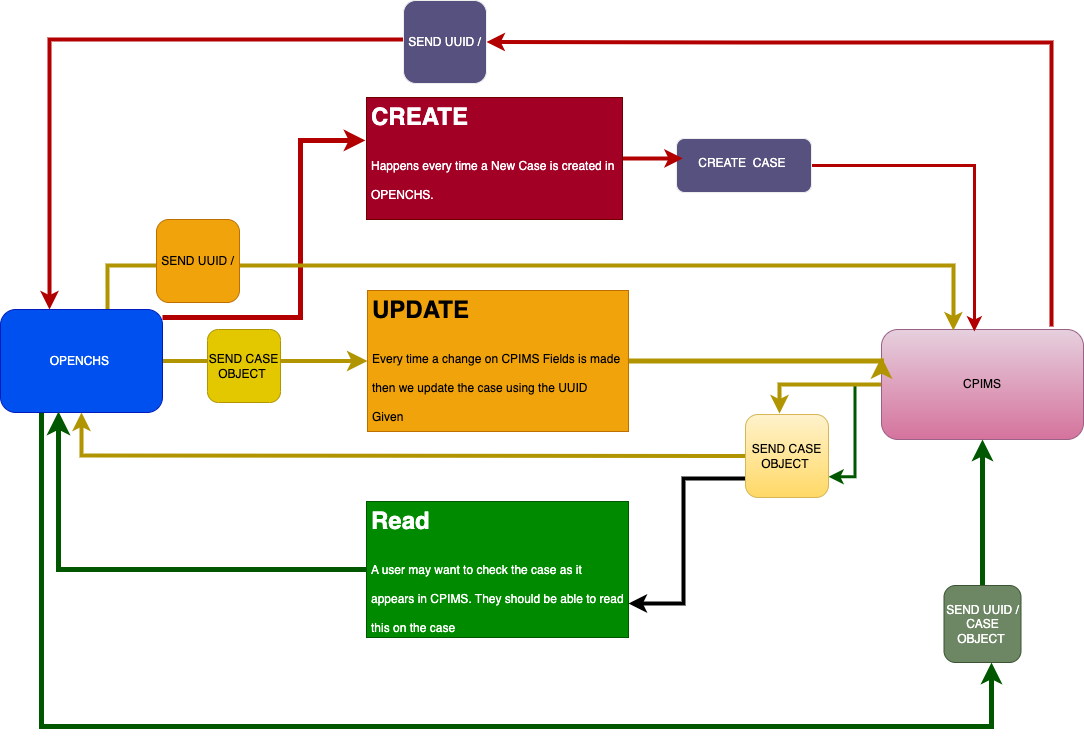 SEND UUID /
CREATE
Happens every time a New Case is created in
OPENCHS.
CREATE  CASE
SEND UUID /
OPENCHS
SEND CASE
OBJECT
UPDATE
Every time a change on CPIMS Fields is made
then we update the case using the UUID
Given
CPIMS
SEND CASE
OBJECT
Read
A user may want to check the case as it
appears in CPIMS. They should be able to read
this on the case
SEND UUID /
CASE
OBJECT